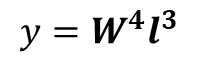 y = W⁴l³